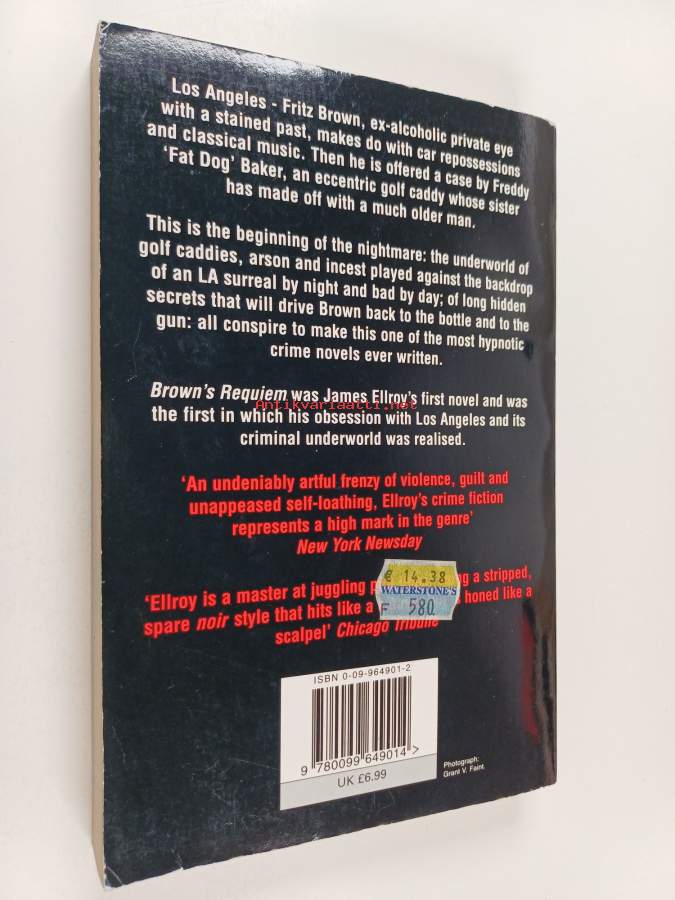 Los Angeles - Fritz Brown, ex-alcoholic private eye
with a stained past, makes do with car repossessions
and classical music. Then he is offered a case by Freddy
'Fat Dog' Baker, an eccentric golf caddy whose sister
has made off with a much older man.
This is the beginning of the nightmare: the underworld of
golf caddies, arson and incest played against the backdrop
of an LA surreal by night and bad by day; of long hidden
secrets that will drive Brown back to the bottle and to the
gun: all conspire to make this one of the most hypnotic
crime novels ever written.
Brown's Requiem was James Ellroy's first novel and was
Antikvariaatti.net
the first in which his obsession with Los Angeles and its
criminal underworld was realised.
'An undeniably artful frenzy of violence, guilt and
unappeased self-loathing, Ellroy's crime fiction
represents a high mark in the genre'
New York Newsday
€ 14.38
WATERSTONE'S
F 580
'Ellroy is a master at juggling a stripped,
spare noir style that hits like a honed like a
scalpel' Chicago Tribune
ISBN 0-09-964901-2
9 780099 649014 >
UK £6.99
Photograph:
Grant V. Faint.